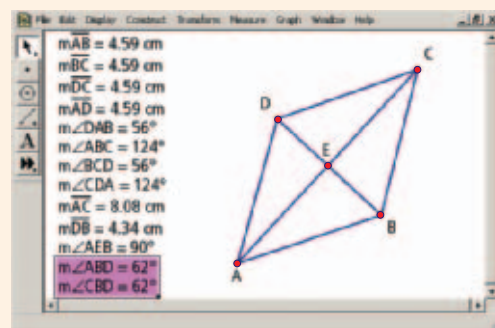 File Edit Display Construct Transform Measure Graph Window Help
mAB = 4.59 cm
mBC = 4.59 cm
mDC = 4.59 cm
mAD = 4.59 cm
m∠DAB = 56°
m∠ABC = 124°
m∠BCD = 56°
m∠CDA = 124°
mAC = 8.08 cm
mDB = 4.34 cm
m∠AEB = 90°
m∠ABD = 62°
m∠CBD = 62°
A
C
D
E
B
A